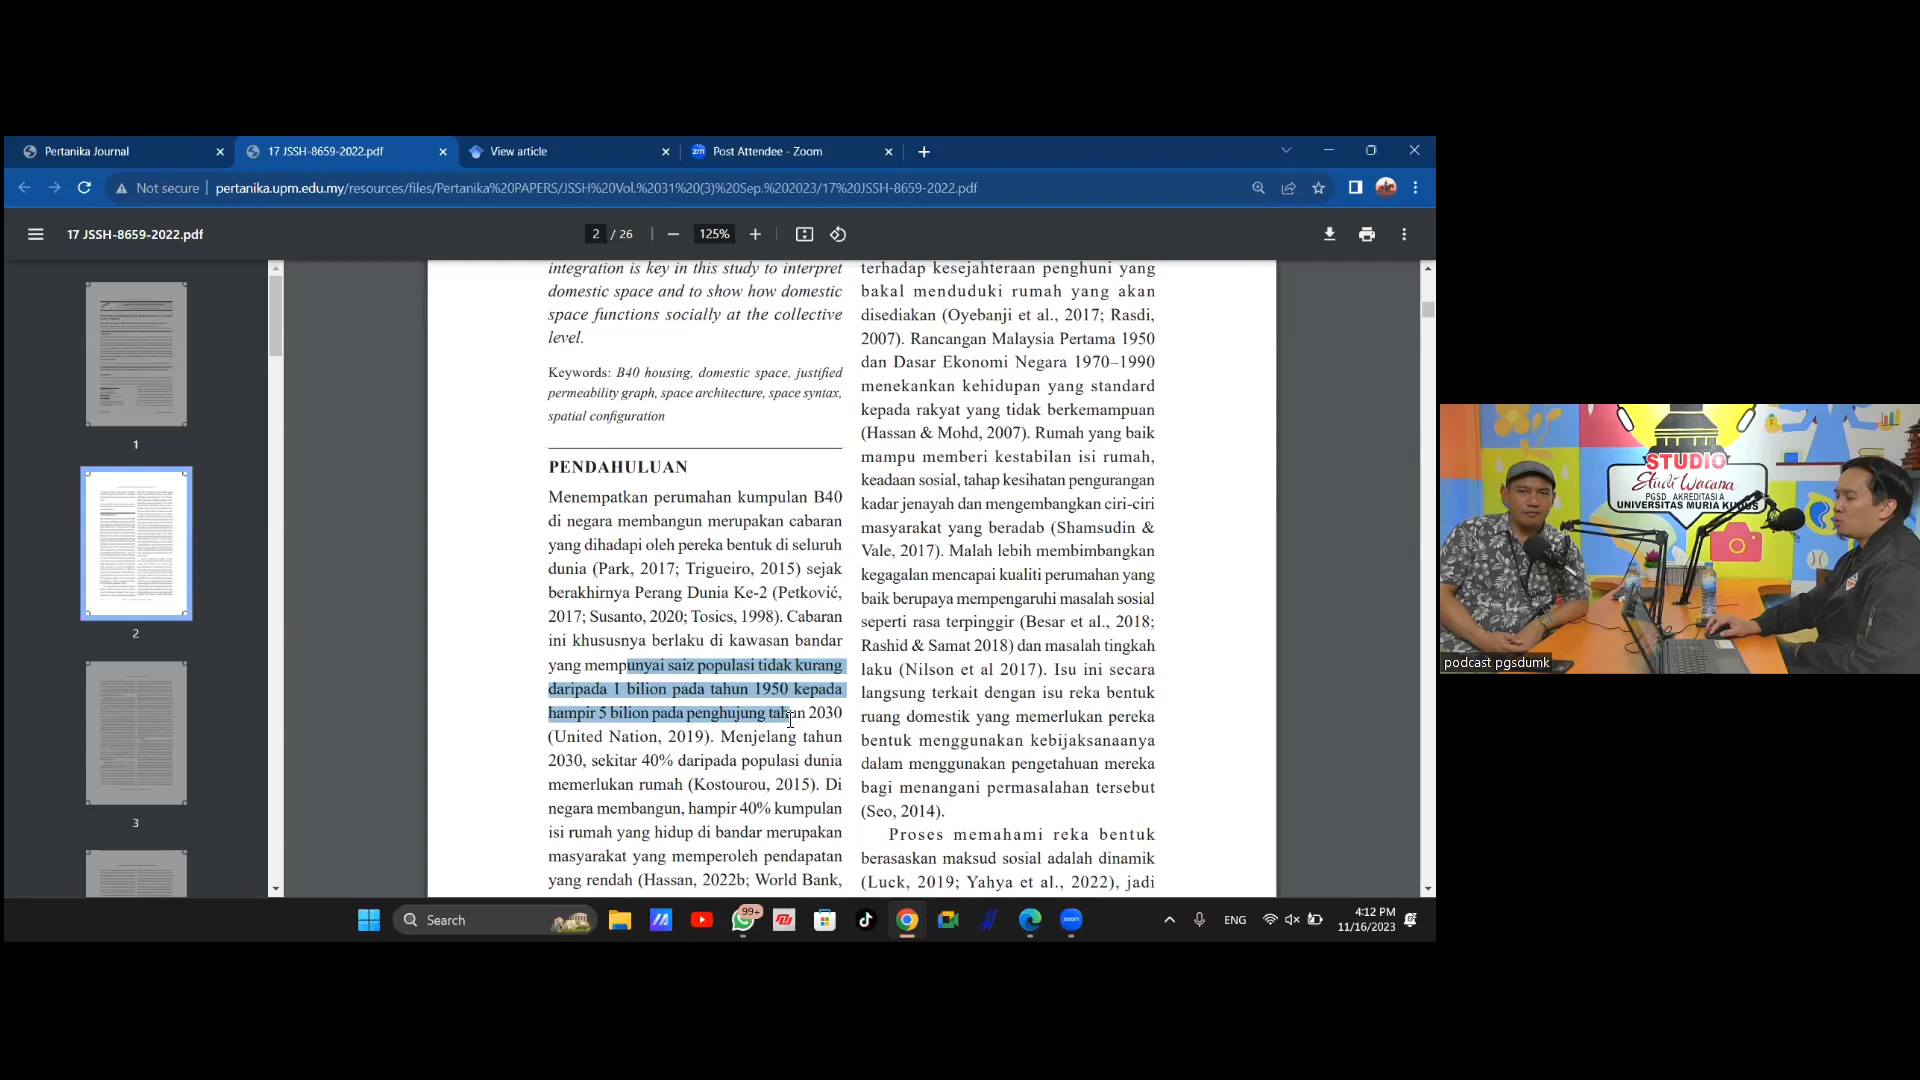 Pertanika Journal
17 JSSH-8659-2022.pdf
View article
Post Attendee - Zoom
Not secure
pertanika.upm.edu.my/resources/files/Pertanika%20PAPERS/JSSH%20Vol.%2031%20(3)%20Sep.%202023/17%20JSSH-8659-2022.pdf
17 JSSH-8659-2022.pdf
2 / 26
125%
1
2
3
integration is key in this study to interpret
domestic space and to show how domestic
space functions socially at the collective
level.
Keywords: B40 housing, domestic space, justified
permeability graph, space architecture, space syntax,
spatial configuration
PENDAHULUAN
Menempatkan perumahan kumpulan B40
di negara membangun merupakan cabaran
yang dihadapi oleh pereka bentuk di seluruh
dunia (Park, 2017; Trigueiro, 2015) sejak
berakhirnya Perang Dunia Ke-2 (Petković,
2017; Susanto, 2020; Tosics, 1998). Cabaran
ini khususnya berlaku di kawasan bandar
yang mempunyai saiz populasi tidak kurang
daripada 1 bilion pada tahun 1950 kepada
hampir 5 bilion pada penghujung tahun 2030
(United Nation, 2019). Menjelang tahun
2030, sekitar 40% daripada populasi dunia
memerlukan rumah (Kostourou, 2015). Di
negara membangun, hampir 40% kumpulan
isi rumah yang hidup di bandar merupakan
masyarakat yang memperoleh pendapatan
yang rendah (Hassan, 2022b; World Bank,
terhadap kesejahteraan penghuni yang
bakal menduduki rumah yang akan
disediakan (Oyebanji et al., 2017; Rasdi,
2007). Rancangan Malaysia Pertama 1950
dan Dasar Ekonomi Negara 1970–1990
menekankan kehidupan yang standard
kepada rakyat yang tidak berkemampuan
(Hassan & Mohd, 2007). Rumah yang baik
mampu memberi kestabilan isi rumah,
keadaan sosial, tahap kesihatan pengurangan
kadar jenayah dan mengembangkan ciri-ciri
masyarakat yang beradab (Shamsudin &
Vale, 2017). Malah lebih membimbangkan
kegagalan mencapai kualiti perumahan yang
baik berupaya mempengaruhi masalah sosial
seperti rasa terpinggir (Besar et al., 2018;
Rashid & Samat 2018) dan masalah tingkah
laku (Nilson et al 2017). Isu ini secara
langsung terkait dengan isu reka bentuk
ruang domestik yang memerlukan pereka
bentuk menggunakan kebijaksanaanya
dalam menggunakan pengetahuan mereka
bagi menangani permasalahan tersebut
(Seo, 2014).
Proses memahami reka bentuk
berasaskan maksud sosial adalah dinamik
(Luck, 2019; Yahya et al., 2022), jadi
STUDIO
Studi Wacana
PGSD AKREDITASI A
UNIVERSITAS MURIA KUDUS
podcast pgsdumk
Search
99+
zoom
ENG
4:12 PM
11/16/2023